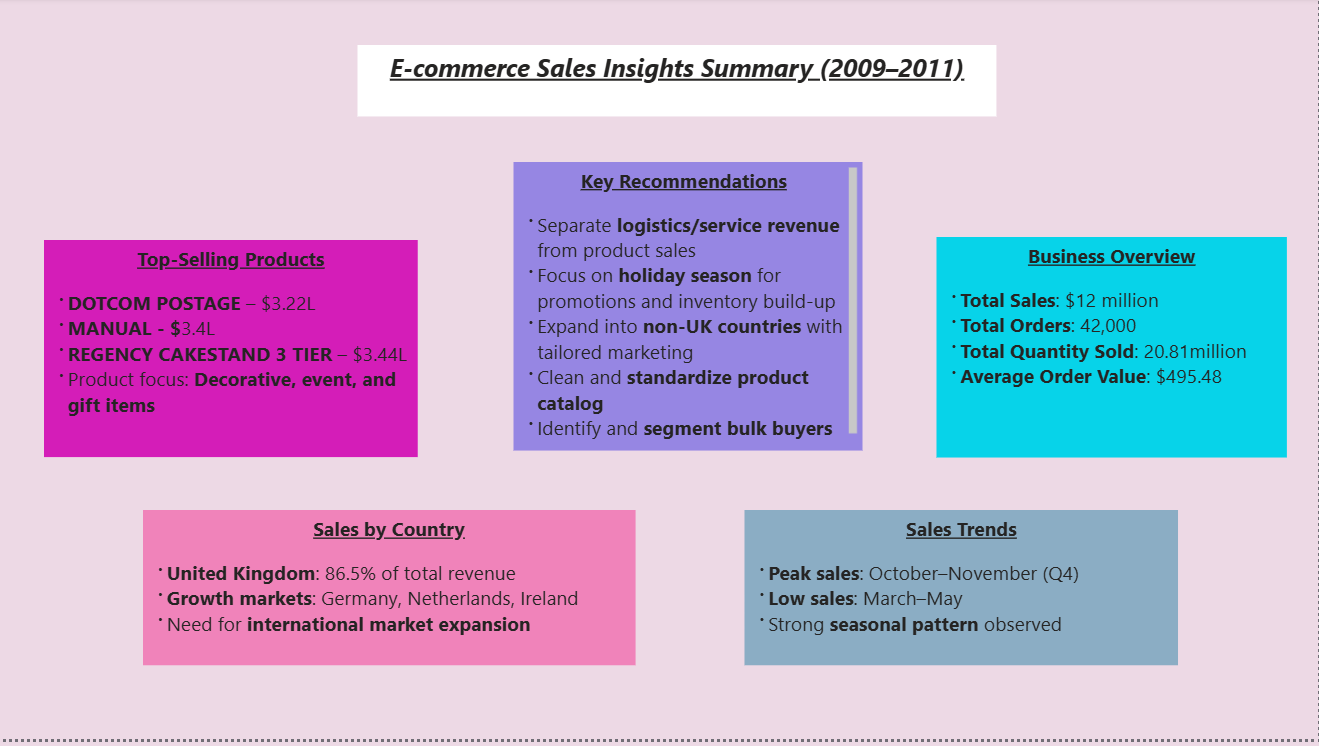 E-commerce Sales Insights Summary (2009–2011)
Key Recommendations
· Separate logistics/service revenue
from product sales
· Focus on holiday season for
promotions and inventory build-up
· Expand into non-UK countries with
tailored marketing
· Clean and standardize product
catalog
· Identify and segment bulk buyers
Top-Selling Products
· DOTCOM POSTAGE – $3.22L
· MANUAL - $3.4L
· REGENCY CAKESTAND 3 TIER – $3.44L
· Product focus: Decorative, event, and
gift items
Business Overview
· Total Sales: $12 million
· Total Orders: 42,000
· Total Quantity Sold: 20.81million
· Average Order Value: $495.48
Sales by Country
· United Kingdom: 86.5% of total revenue
· Growth markets: Germany, Netherlands, Ireland
· Need for international market expansion
Sales Trends
· Peak sales: October–November (Q4)
· Low sales: March–May
· Strong seasonal pattern observed